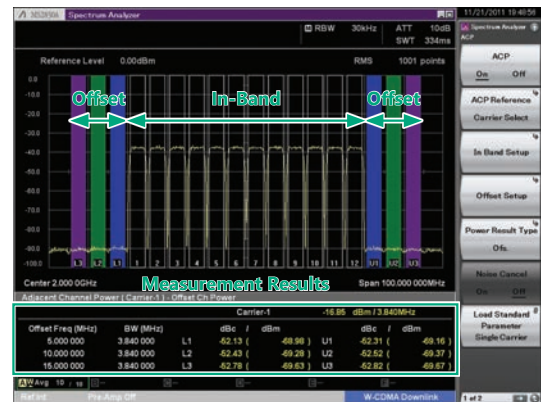 MS2690A Spectrum Analyzer
11/21/2011 19:48:56
RBW 30kHz ATT 10dB
SWT 334ms
Reference Level 0.00dBm RMS 1001 points
0.0
-10.0
-20.0
-30.0
-40.0
-50.0
-60.0
-70.0
-80.0
-90.0
-100.0
Offset In-Band Offset
L3 L2 L1 1 2 3 4 5 6 7 8 9 10 11 12 U1 U2 U3
Center 2.000 0GHz Span 100.000 000MHz
Measurement Results
Adjacent Channel Power ( Carrier-1 ) - Offset Ch Power
Carrier-1 -16.85 dBm / 3.840MHz
Offset Freq (MHz) BW (MHz) dBc / dBm dBc / dBm
5.000 000 3.840 000 L1 -52.13 ( -68.98 ) U1 -52.31 ( -69.16 )
10.000 000 3.840 000 L2 -52.43 ( -69.28 ) U2 -52.52 ( -69.37 )
15.000 000 3.840 000 L3 -52.78 ( -69.63 ) U3 -52.82 ( -69.67 )
Avg 10 / 10
Ref.Int Pre-Amp Off W-CDMA Downlink
Spectrum Analyzer
ACP
ACP
On Off
ACP Reference
Carrier Select
In Band Setup
Offset Setup
Power Result Type
Ofs.
Noise Cancel
On Off
Load Standard
Parameter
Single Carrier
1 of 2